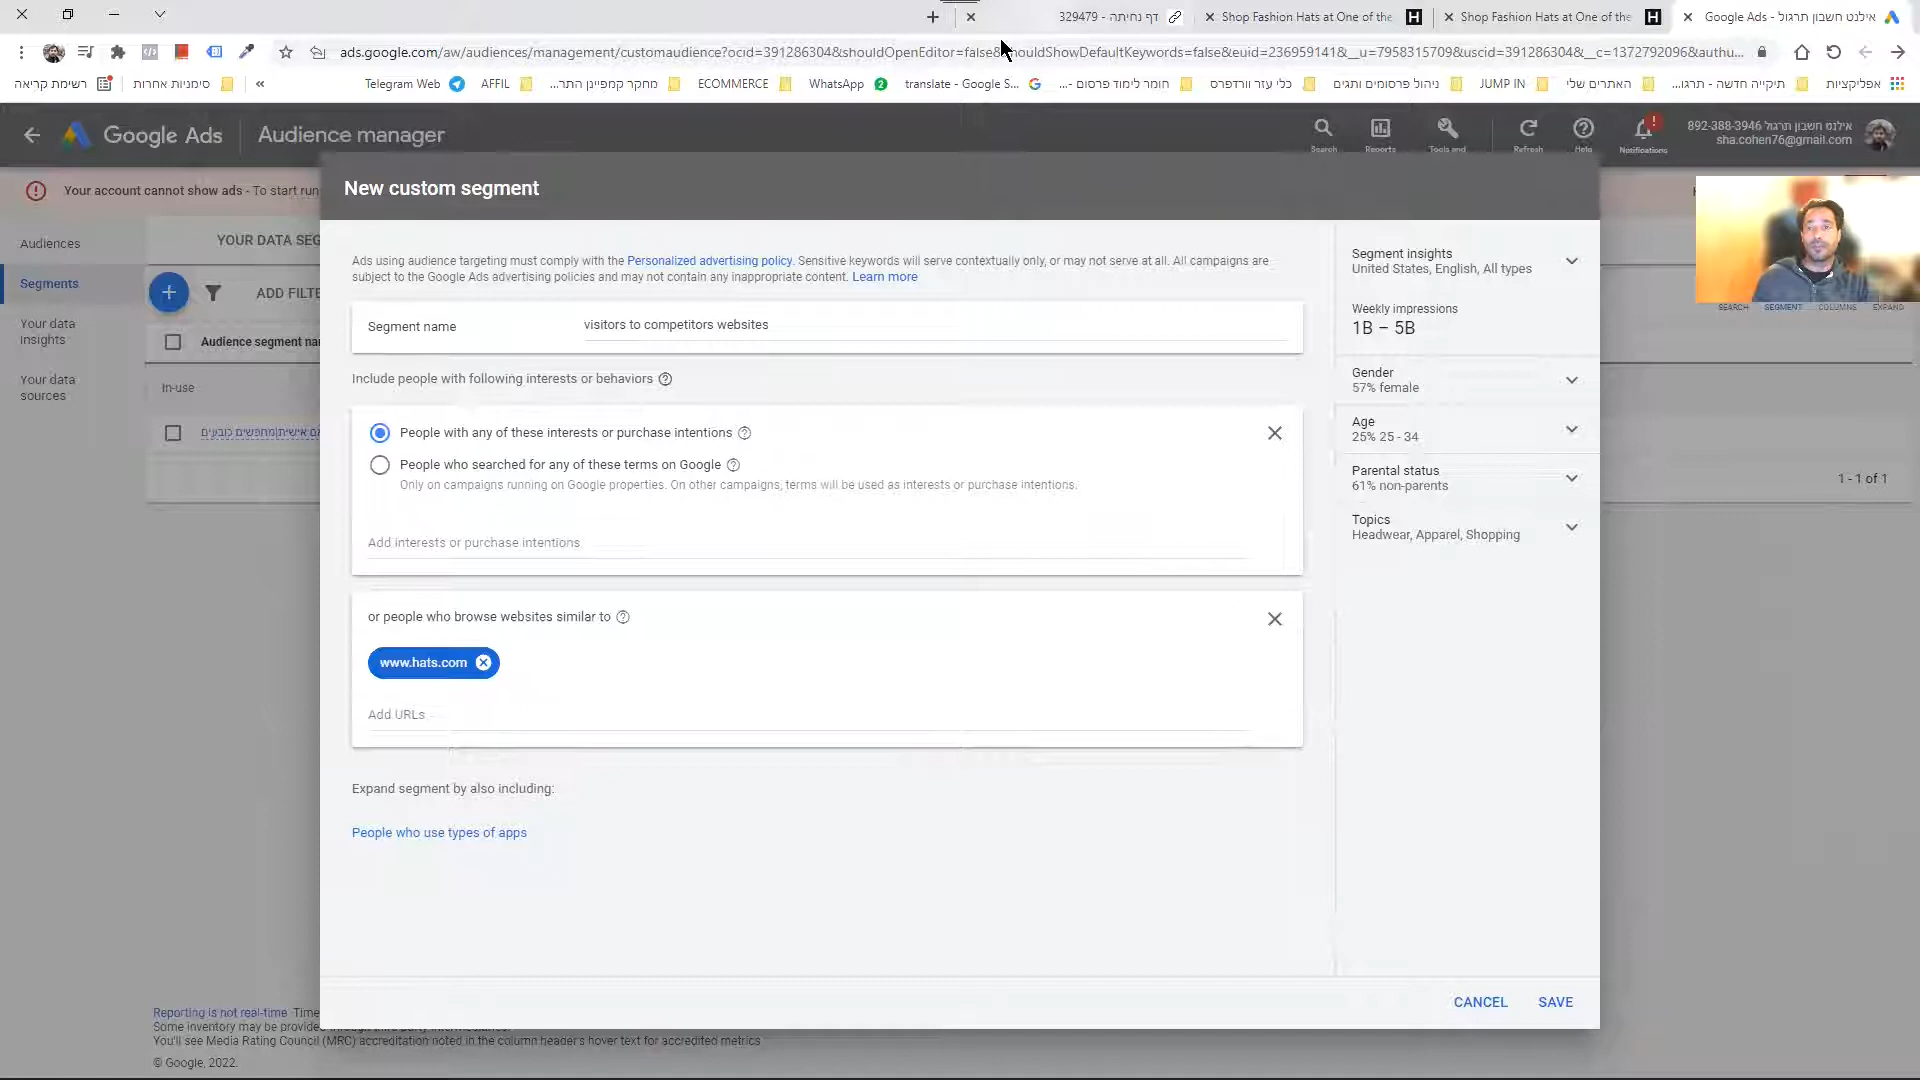 דף נחיתה - 329479
Shop Fashion Hats at One of the
Shop Fashion Hats at One of the
Google Ads - אילנט חשבון תרגול
ads.google.com/aw/audiences/management/customaudience?ocid=391286304&shouldOpenEditor=false&
ouldShowDefaultKeywords=false&euid=236959141&__u=7958315709&uscid=391286304&__c=1372792096&authu...
רשימת קריאה
סימניות אחרות
«
Telegram Web
AFFIL
מחקר קמפיין התר...
ECOMMERCE
WhatsApp
2
translate - Google S...
חומר לימוד פרסום -...
כלי עזר וורדפרס
ניהול פרסומים ותגים
JUMP IN
האתרים שלי
תיקייה חדשה - תרגו...
אפליקציות
Google Ads
Audience manager
Search
Reports
Tools and
Refresh
Help
Notifications
892-388-3946 אילנט חשבון תרגול
sha.cohen76@gmail.com
Your account cannot show ads - To start run
New custom segment
Audiences
Segments
Your data insights
Your data sources
YOUR DATA SEG
ADD FILTE
Audience segment na
In-use
Ads using audience targeting must comply with the Personalized advertising policy. Sensitive keywords will serve contextually only, or may not serve at all. All campaigns are
subject to the Google Ads advertising policies and may not contain any inappropriate content. Learn more
Segment name
visitors to competitors websites
Include people with following interests or behaviors
People with any of these interests or purchase intentions
People who searched for any of these terms on Google
Only on campaigns running on Google properties. On other campaigns, terms will be used as interests or purchase intentions.
Add interests or purchase intentions
or people who browse websites similar to
www.hats.com
Add URLs
Expand segment by also including:
People who use types of apps
Segment insights
United States, English, All types
Weekly impressions
1B – 5B
Gender
57% female
Age
25% 25 - 34
Parental status
61% non-parents
Topics
Headwear, Apparel, Shopping
SEARCH
SEGMENT
COLUMNS
EXPAND
1 - 1 of 1
CANCEL
SAVE
Reporting is not real-time Time
Some inventory may be provided through third party intermediaries.
You'll see Media Rating Council (MRC) accreditation noted in the column header's hover text for accredited metrics
© Google, 2022.